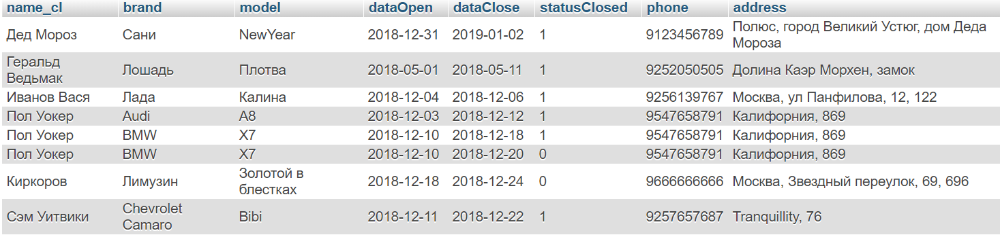 name_cl brand model dataOpen dataClose statusClosed phone address
Дед Мороз Сани NewYear 2018-12-31 2019-01-02 1 9123456789 Полюс, город Великий Устюг, дом Деда
Мороза
Геральд
Ведьмак Лошадь Плотва 2018-05-01 2018-05-11 1 9252050505 Долина Каэр Морхен, замок
Иванов Вася Лада Калина 2018-12-04 2018-12-06 1 9256139767 Москва, ул Панфилова, 12, 122
Пол Уокер Audi A8 2018-12-03 2018-12-12 1 9547658791 Калифорния, 869
Пол Уокер BMW X7 2018-12-10 2018-12-18 1 9547658791 Калифорния, 869
Пол Уокер BMW X7 2018-12-10 2018-12-20 0 9547658791 Калифорния, 869
Киркоров Лимузин Золотой в
блестках 2018-12-18 2018-12-24 0 9666666666 Москва, Звездный переулок, 69, 696
Сэм Уитвики Chevrolet
Camaro Bibi 2018-12-11 2018-12-22 1 9257657687 Tranquillity, 76